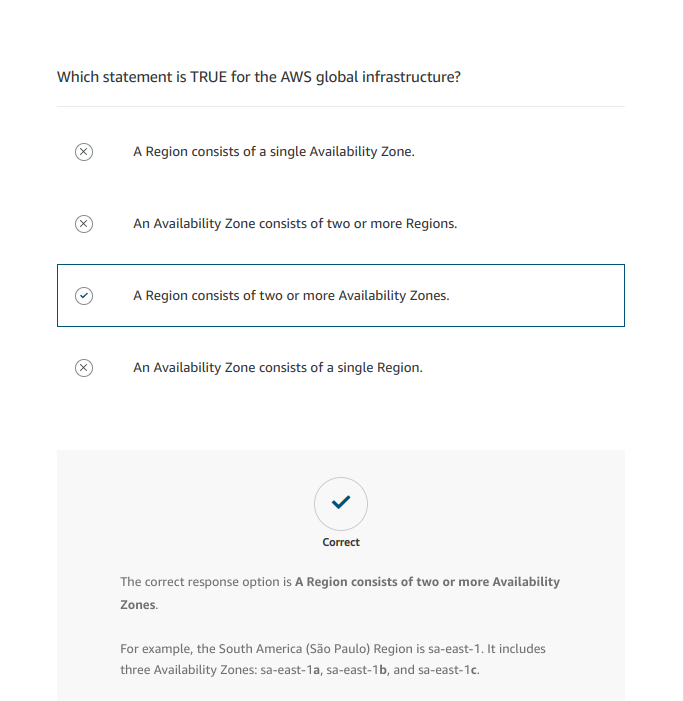 Which statement is TRUE for the AWS global infrastructure?
A Region consists of a single Availability Zone.
An Availability Zone consists of two or more Regions.
A Region consists of two or more Availability Zones.
An Availability Zone consists of a single Region.
Correct
The correct response option is A Region consists of two or more Availability
Zones.
For example, the South America (São Paulo) Region is sa-east-1. It includes
three Availability Zones: sa-east-1a, sa-east-1b, and sa-east-1c.